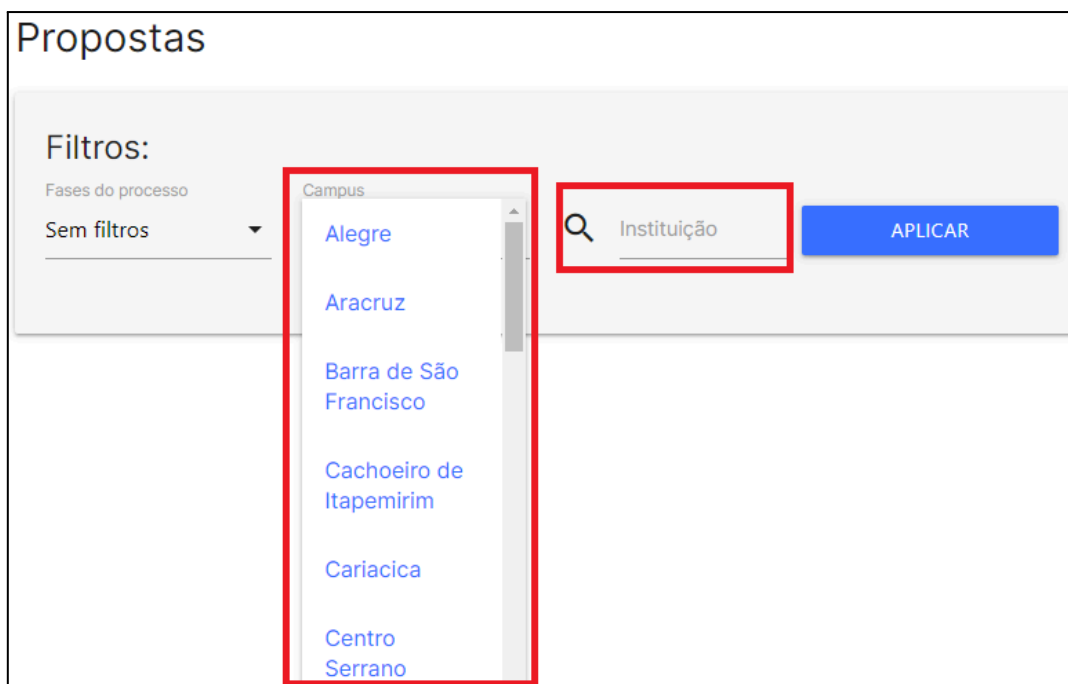 Propostas
Filtros:
Fases do processo
Sem filtros
Campus
Alegre
Aracruz
Barra de São
Francisco
Cachoeiro de
Itapemirim
Cariacica
Centro
Serrano
Instituição
APLICAR